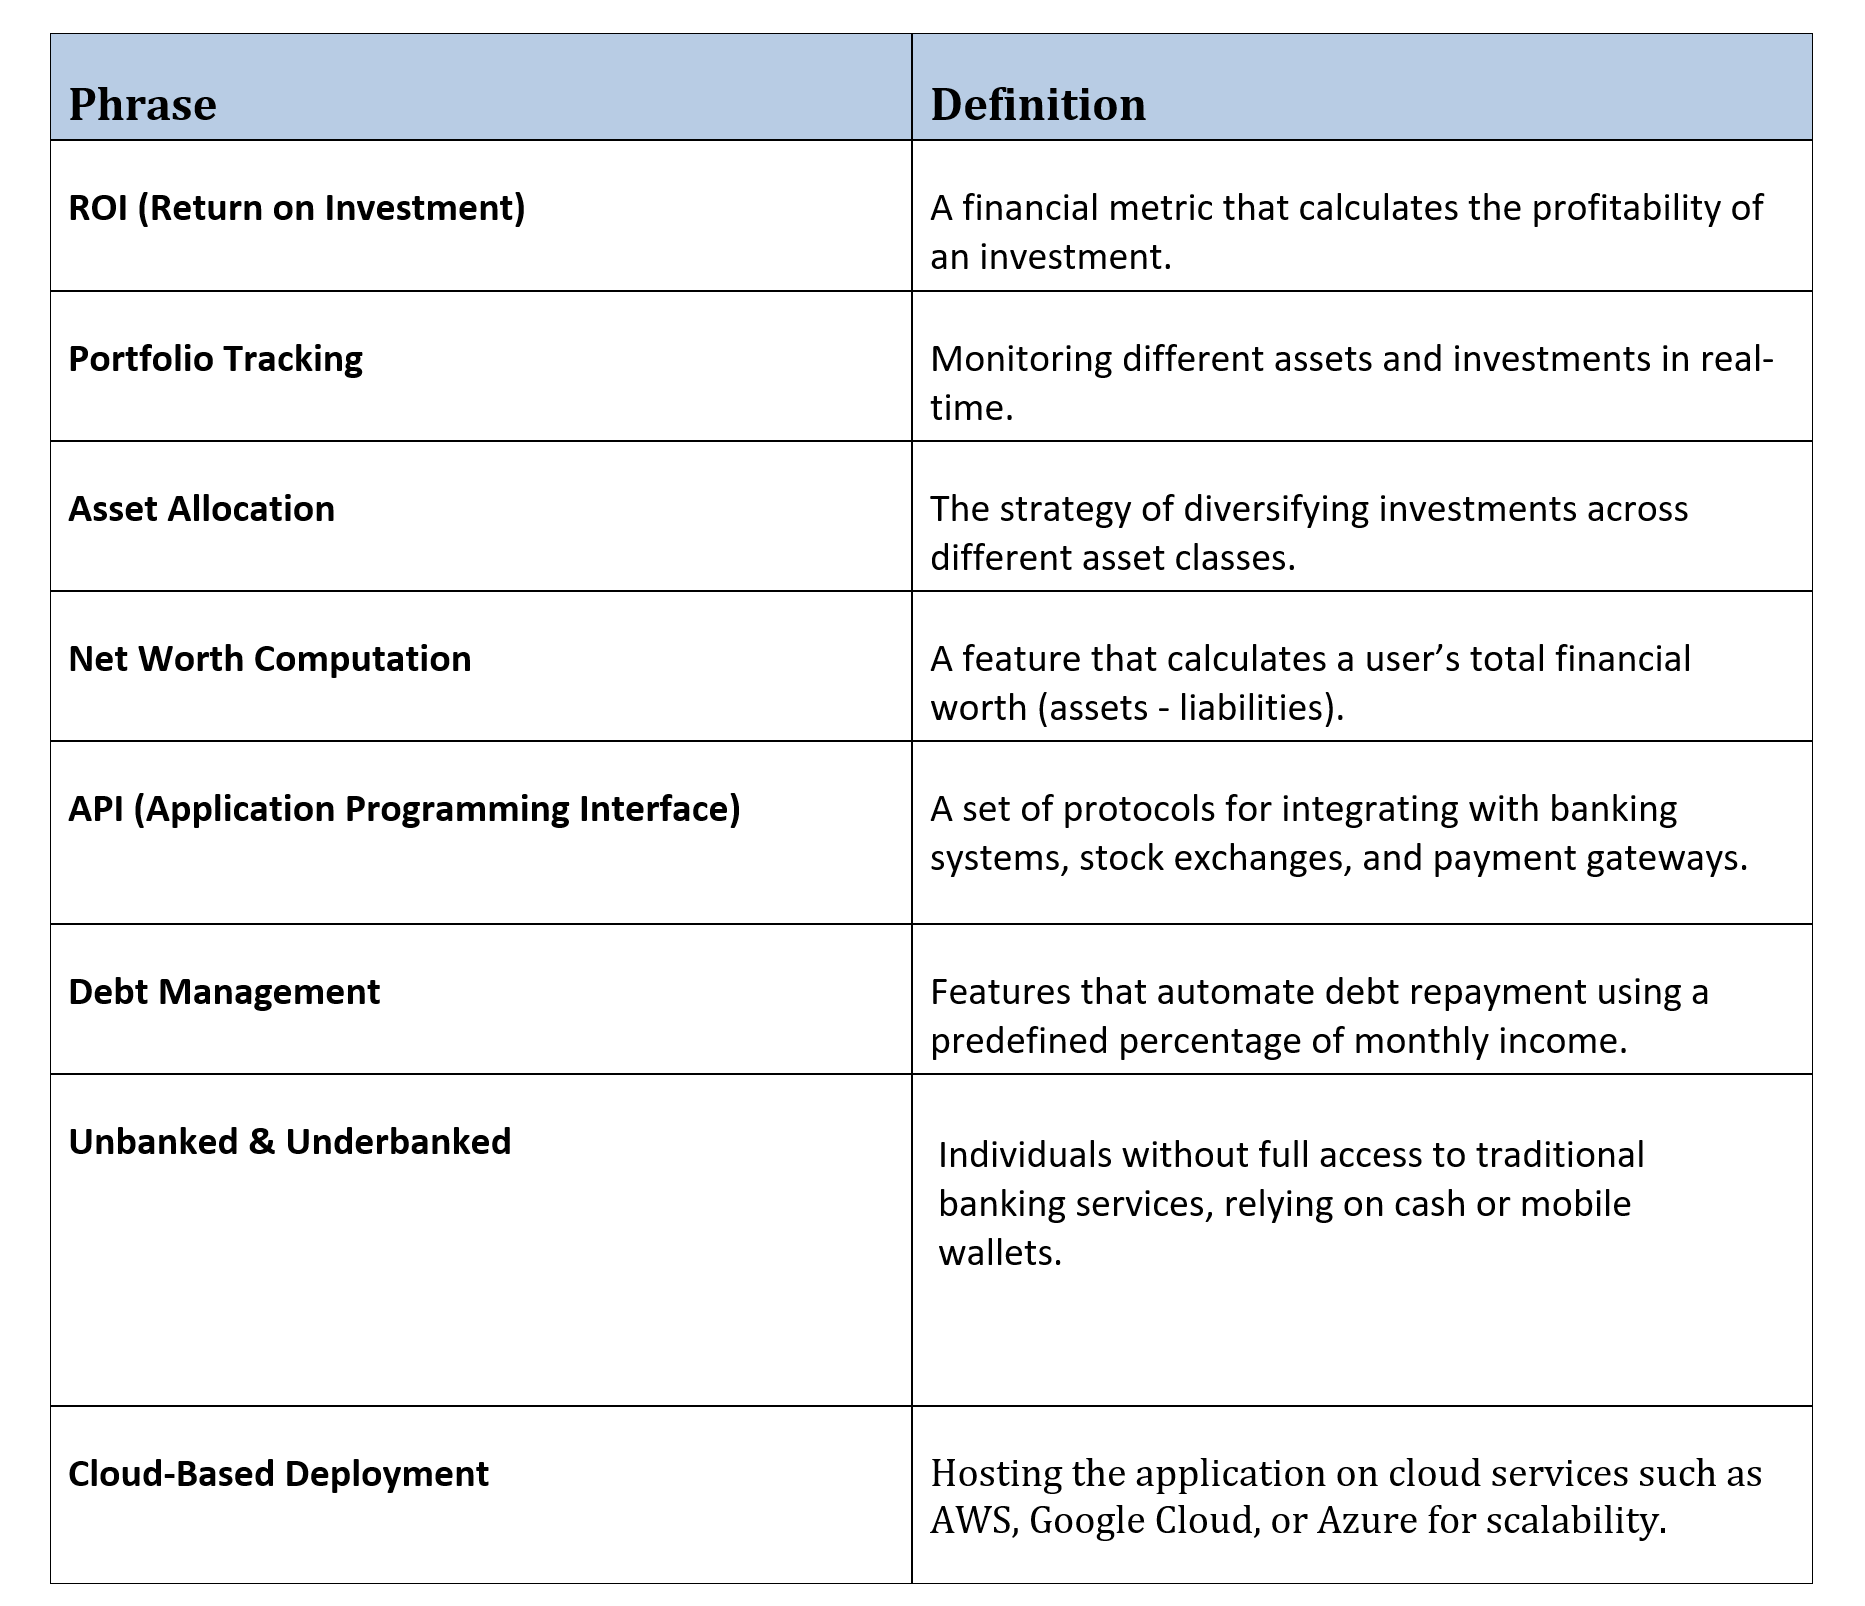 Phrase
Definition
ROI (Return on Investment)
A financial metric that calculates the profitability of
an investment.
Portfolio Tracking
Monitoring different assets and investments in real-
time.
Asset Allocation
The strategy of diversifying investments across
different asset classes.
Net Worth Computation
A feature that calculates a user’s total financial
worth (assets - liabilities).
API (Application Programming Interface)
A set of protocols for integrating with banking
systems, stock exchanges, and payment gateways.
Debt Management
Features that automate debt repayment using a
predefined percentage of monthly income.
Unbanked & Underbanked
Individuals without full access to traditional
banking services, relying on cash or mobile
wallets.
Cloud-Based Deployment
Hosting the application on cloud services such as
AWS, Google Cloud, or Azure for scalability.